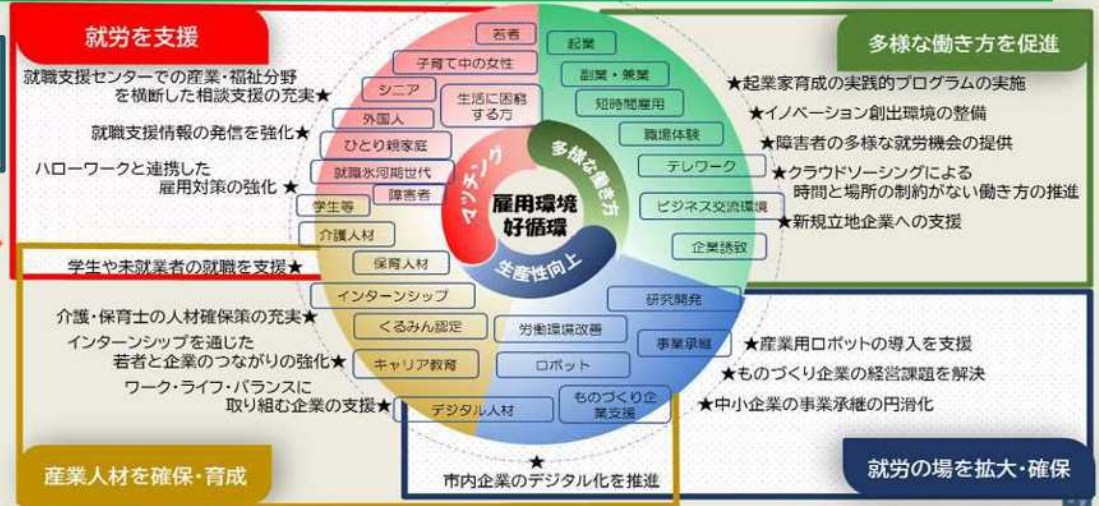 就労を支援
就職支援センターでの産業・福祉分野
を横断した相談支援の充実★
就職支援情報の発信を強化★
ハローワークと連携した
雇用対策の強化 ★
学生や未就業者の就職を支援★
介護・保育士の人材確保策の充実★
インターンシップを通じた
若者と企業のつながりの強化★
ワーク・ライフ・バランスに
取り組む企業の支援★
産業人材を確保・育成
若者
子育て中の女性
シニア
生活に困窮
する方
外国人
ひとり親家庭
就職氷河期世代
障害者
学生等
介護人材
保育人材
インターンシップ
くるみん認定
キャリア教育
デジタル人材
マッチング
多様な働き方
生産性向上
雇用環境
好循環
起業
副業・兼業
短時間雇用
職場体験
テレワーク
ビジネス交流環境
企業誘致
研究開発
労働環境改善
事業承継
ロボット
ものづくり企
業支援
★
市内企業のデジタル化を推進
多様な働き方を促進
★起業家育成の実践的プログラムの実施
★イノベーション創出環境の整備
★障害者の多様な就労機会の提供
★クラウドソーシングによる
時間と場所の制約がない働き方の推進
★新規立地企業への支援
★産業用ロボットの導入を支援
★ものづくり企業の経営課題を解決
★中小企業の事業承継の円滑化
就労の場を拡大・確保